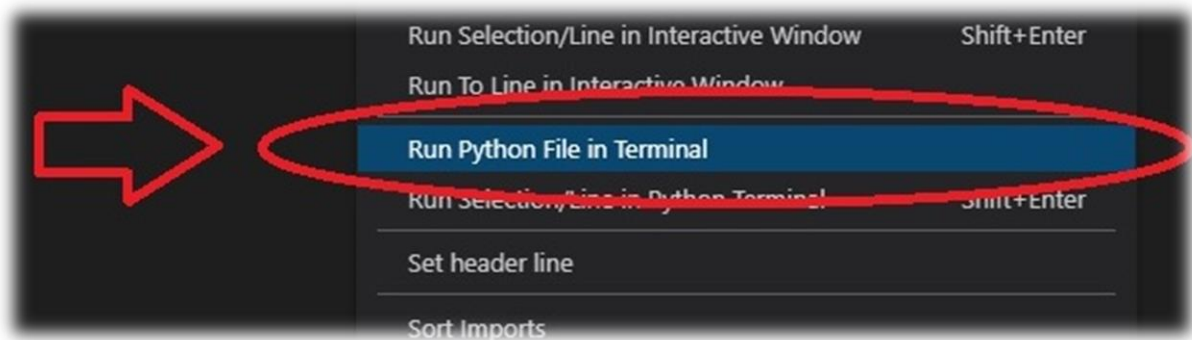 Run Selection/Line in Interactive Window Shift+Enter
Run To Line in Interactive Window
Run Python File in Terminal
Run Selection/Line in Python Terminal Shift+Enter
Set header line
Sort Imports